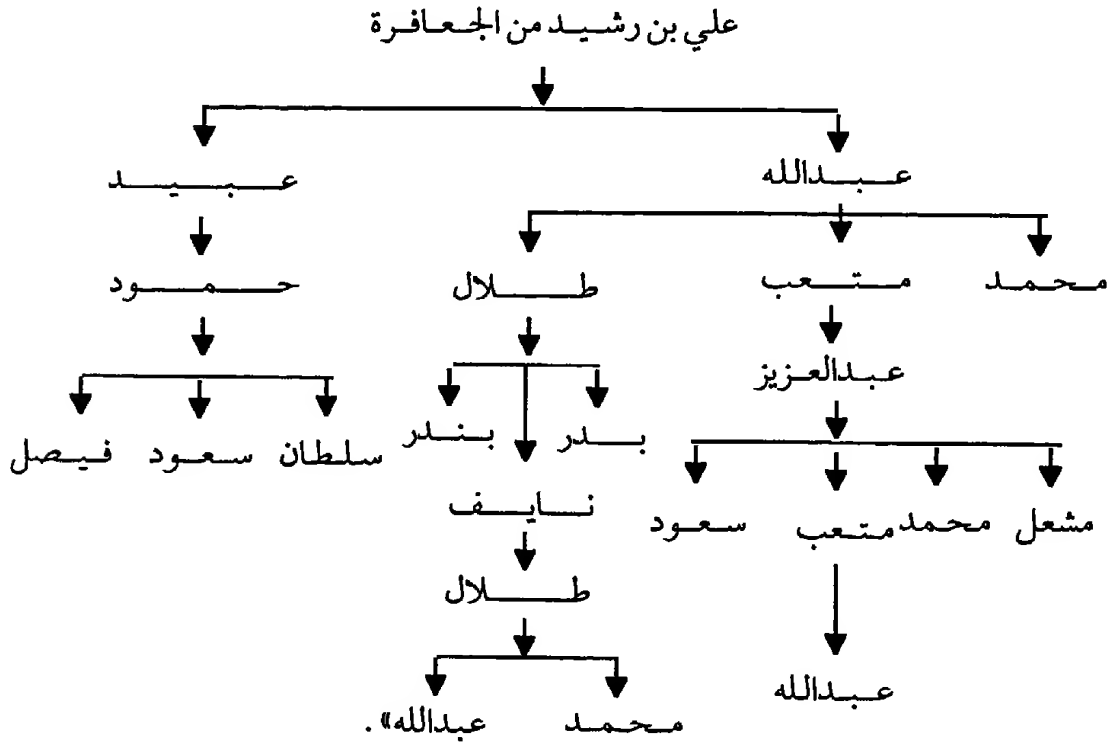 علي بن رشيد من الجعافرة
عبدالله عبيد
محمد متعب طلال حمود
عبدالعزيز
بدر بندر سلطان سعود فيصل
مشعل محمد متعب سعود نايف
طلال
عبدالله
محمد عبدالله».